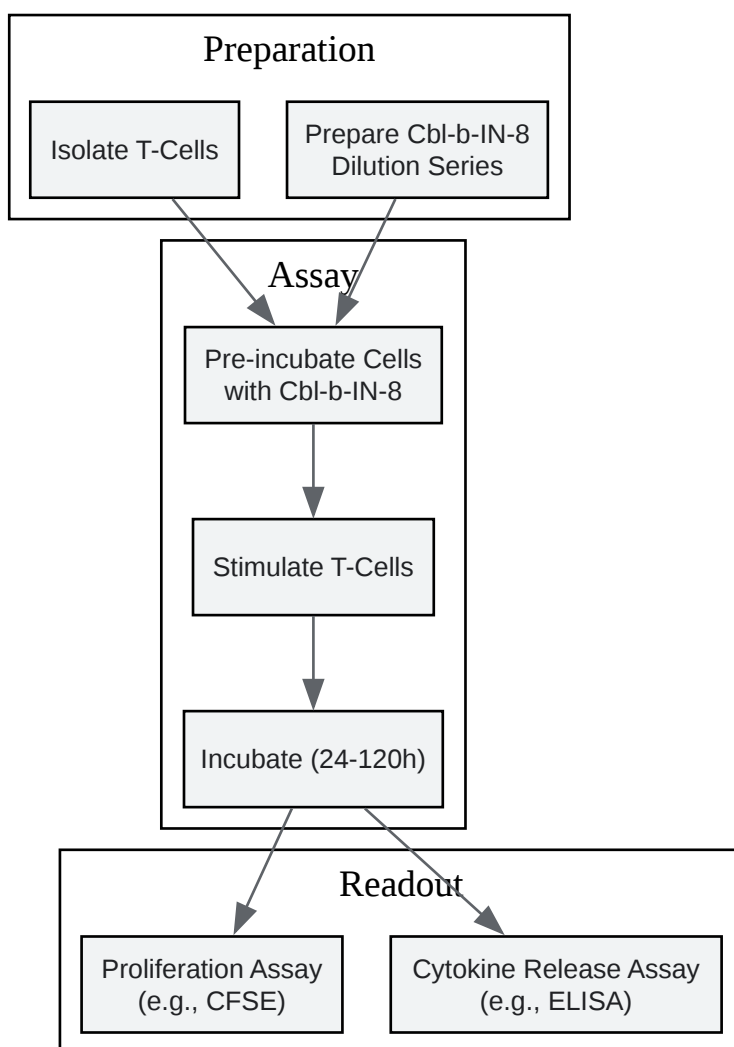 Preparation
Isolate T-Cells
Prepare Cbl-b-IN-8
Dilution Series
Assay
Pre-incubate Cells
with Cbl-b-IN-8
Stimulate T-Cells
Incubate (24-120h)
Readout
Proliferation Assay
(e.g., CFSE)
Cytokine Release Assay
(e.g., ELISA)